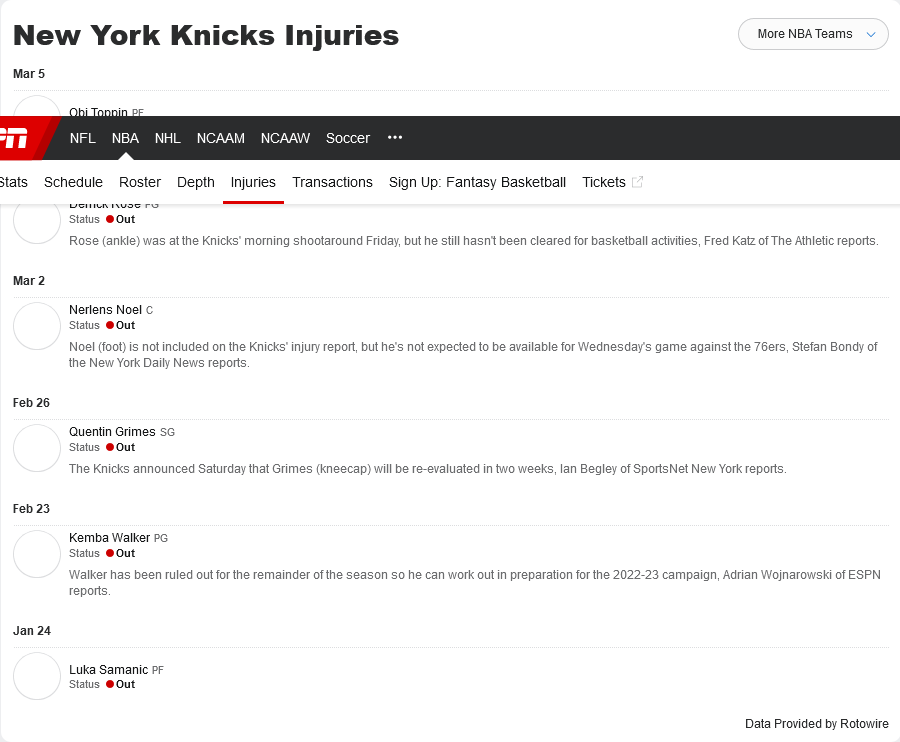 New York Knicks Injuries
More NBA Teams
Mar 5
Obi Toppin PF
NFL NBA NHL NCAAM NCAAW Soccer •••
Stats Schedule Roster Depth Injuries Transactions Sign Up: Fantasy Basketball Tickets
Derrick Rose PG
Status Out
Rose (ankle) was at the Knicks' morning shootaround Friday, but he still hasn't been cleared for basketball activities, Fred Katz of The Athletic reports.
Mar 2
Nerlens Noel C
Status Out
Noel (foot) is not included on the Knicks' injury report, but he's not expected to be available for Wednesday's game against the 76ers, Stefan Bondy of
the New York Daily News reports.
Feb 26
Quentin Grimes SG
Status Out
The Knicks announced Saturday that Grimes (kneecap) will be re-evaluated in two weeks, Ian Begley of SportsNet New York reports.
Feb 23
Kemba Walker PG
Status Out
Walker has been ruled out for the remainder of the season so he can work out in preparation for the 2022-23 campaign, Adrian Wojnarowski of ESPN
reports.
Jan 24
Luka Samanic PF
Status Out
Data Provided by Rotowire